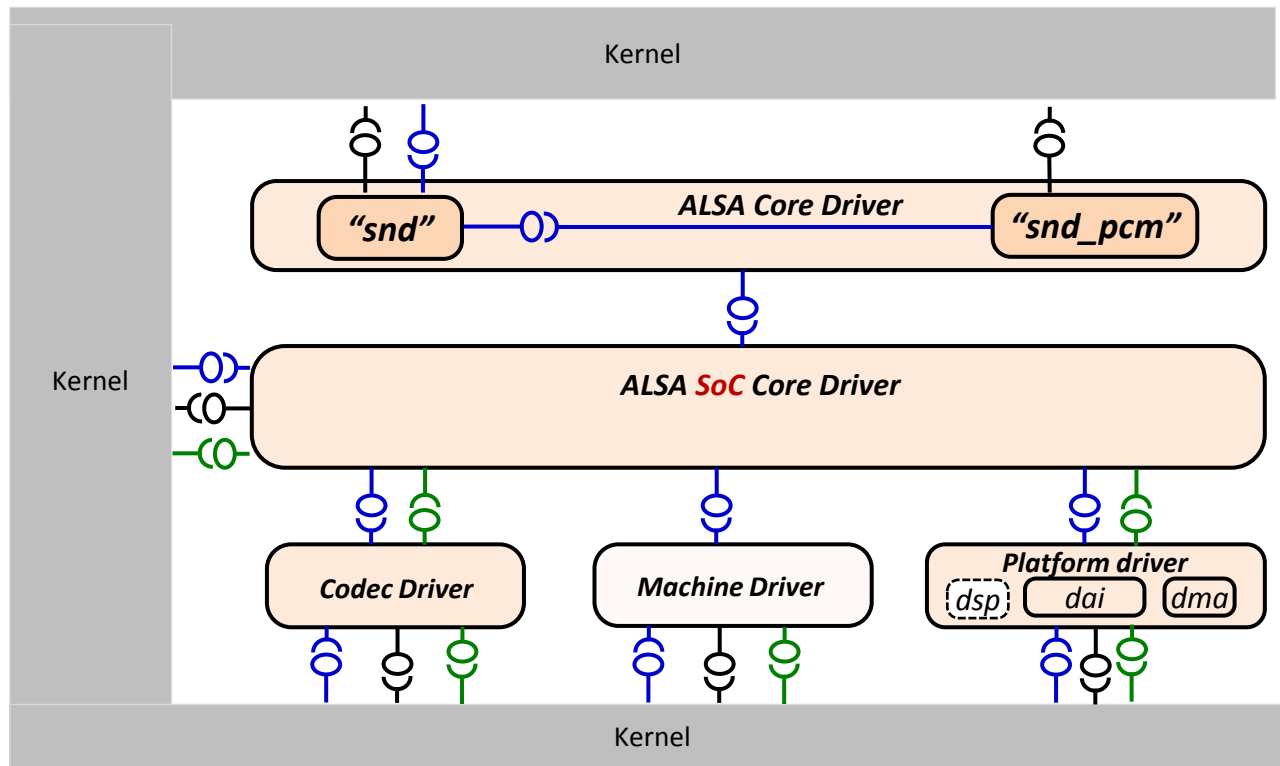 Kernel
ALSA Core Driver
“snd”
“snd_pcm”
Kernel
ALSA SoC Core Driver
Codec Driver
Machine Driver
Platform driver
dsp
dai
dma
Kernel